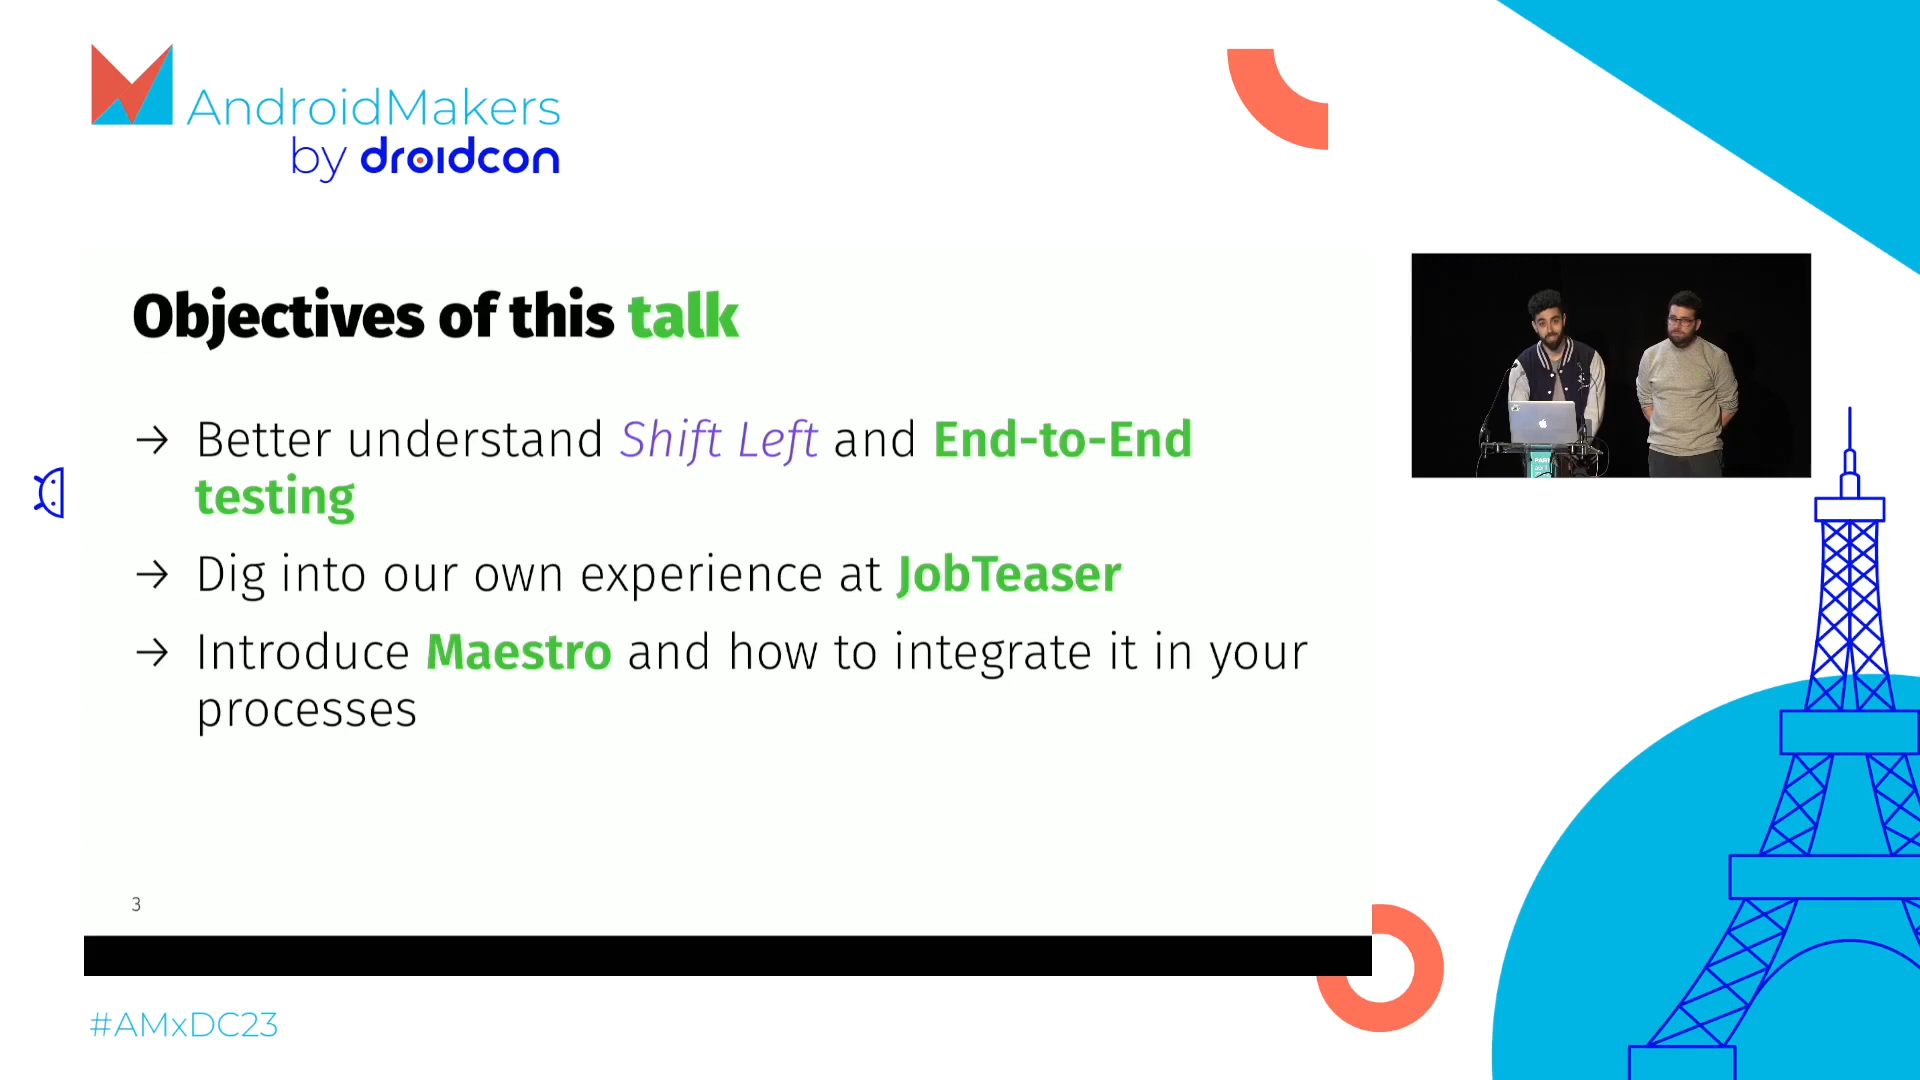 AndroidMakers
by droidcon
Objectives of this talk
→ Better understand Shift Left and End-to-End
testing
→ Dig into our own experience at JobTeaser
→ Introduce Maestro and how to integrate it in your
processes
3
#AMxDC23